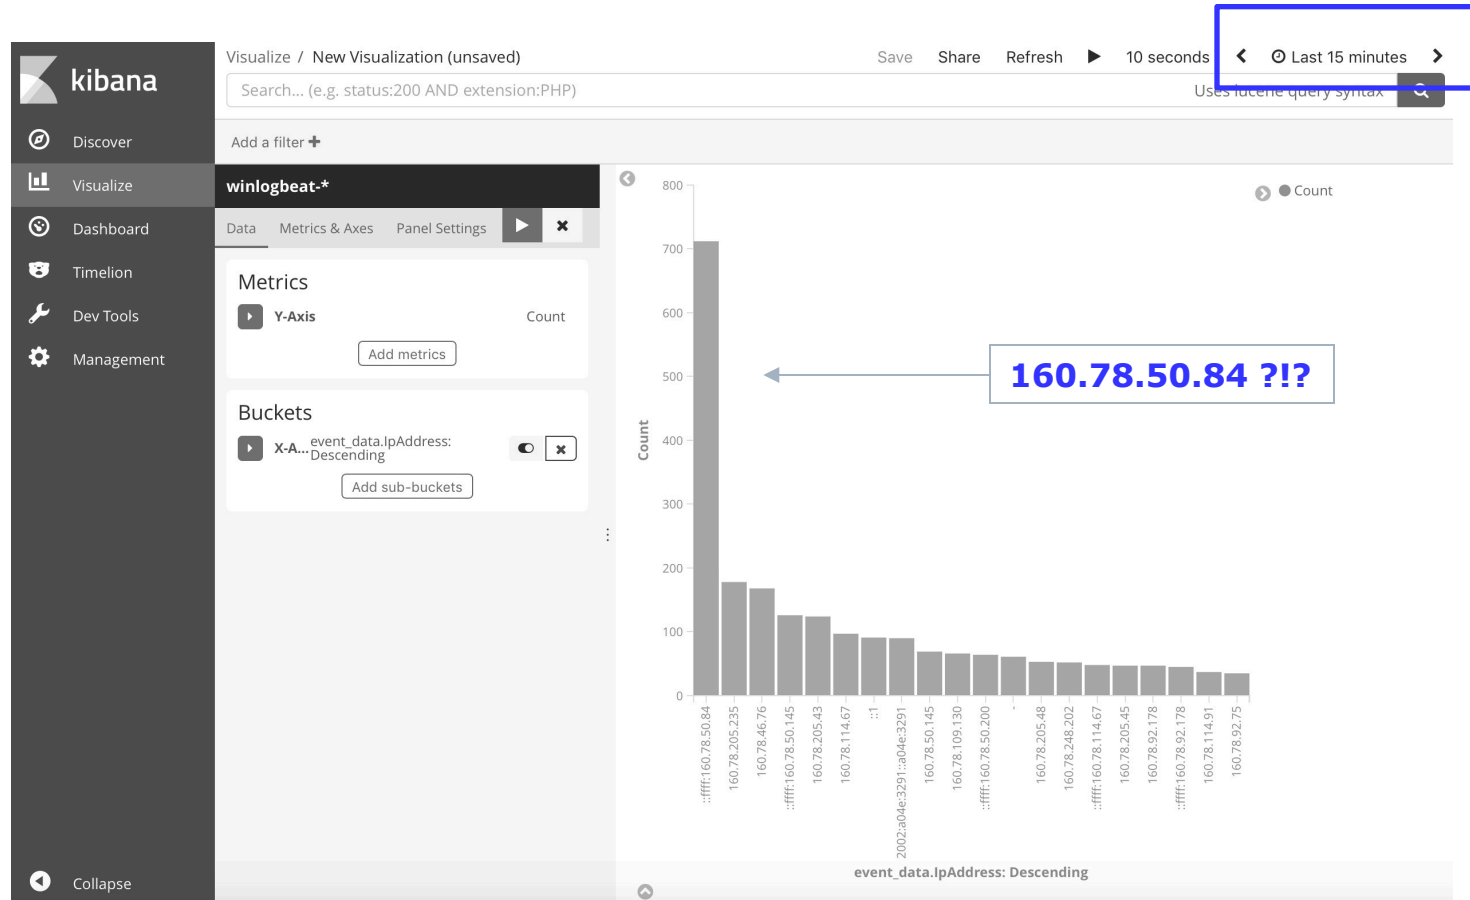 kibana
Discover
Visualize
Dashboard
Timelion
Dev Tools
Management
Collapse
Visualize / New Visualization (unsaved)
Save Share Refresh 10 seconds Last 15 minutes
Search... (e.g. status:200 AND extension:PHP) Uses lucene query syntax
Add a filter
winlogbeat-*
Data Metrics & Axes Panel Settings
Metrics
Y-Axis Count
Add metrics
Buckets
X-A... event_data.IpAddress:
Descending
Add sub-buckets
Count
160.78.50.84 ?!?
Count
800
700
600
500
400
300
200
100
0
::ffff:160.78.50.84
160.78.205.235
160.78.46.76
::ffff:160.78.50.145
160.78.205.43
160.78.114.67
::1
2002:a04e:3291::a04e:3291
160.78.50.145
160.78.109.130
::ffff:160.78.50.200
-
160.78.205.48
160.78.248.202
::ffff:160.78.114.67
160.78.205.45
160.78.92.178
::ffff:160.78.92.178
160.78.114.91
160.78.92.75
event_data.IpAddress: Descending